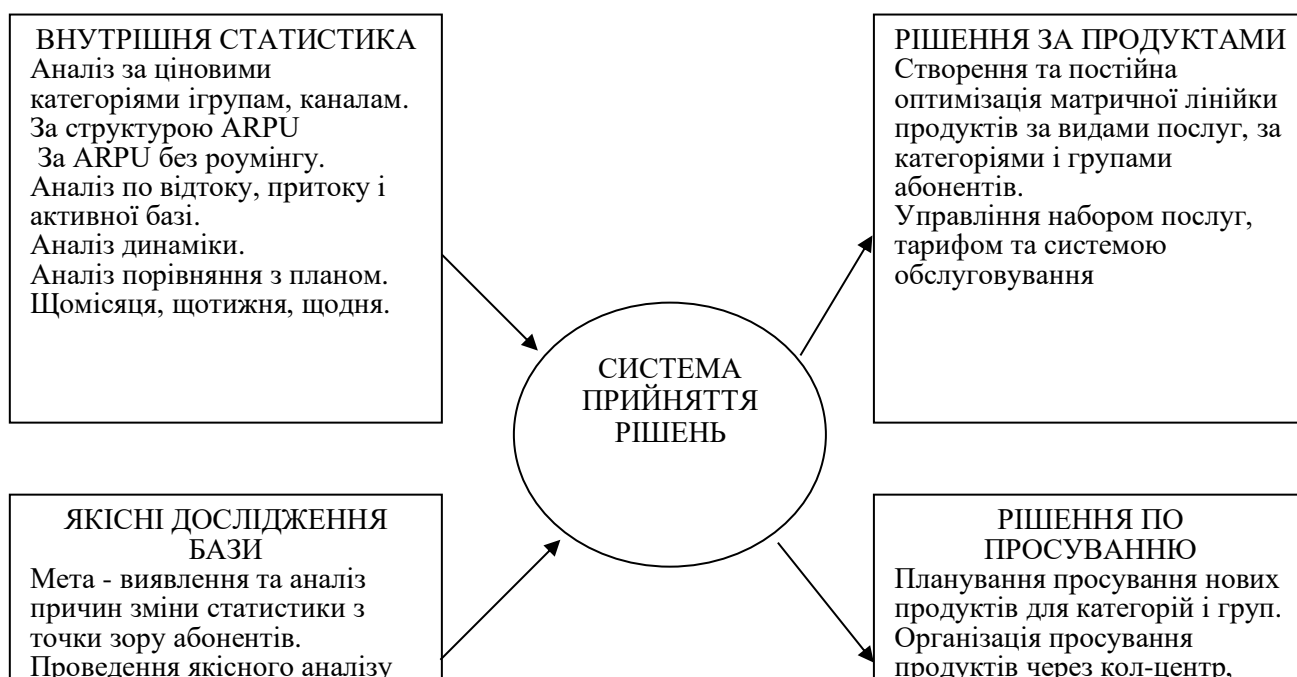 ВНУТРІШНЯ СТАТИСТИКА
Аналіз за ціновими
категоріями ігрупам, каналам.
За структурою ARPU
За ARPU без роумінгу.
Аналіз по відтоку, притоку і
активної базі.
Аналіз динаміки.
Аналіз порівняння з планом.
Щомісяця, щотижня, щодня.
РІШЕННЯ ЗА ПРОДУКТАМИ
Створення та постійна
оптимізація матричної лінійки
продуктів за видами послуг, за
категоріями і групами
абонентів.
Управління набором послуг,
тарифом та системою
обслуговування
СИСТЕМА
ПРИЙНЯТТЯ
РІШЕНЬ
ЯКІСНІ ДОСЛІДЖЕННЯ
БАЗИ
Мета - виявлення та аналіз
причин зміни статистики з
точки зору абонентів.
Проведення якісного аналізу
РІШЕННЯ ПО
ПРОСУВАННЮ
Планування просування нових
продуктів для категорій і груп.
Організація просування
продуктів через кол-центр,